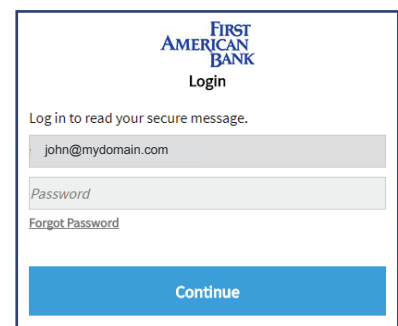 FIRST
AMERICAN
BANK
Login
Log in to read your secure message.
john@mydomain.com
Password
Forgot Password
Continue